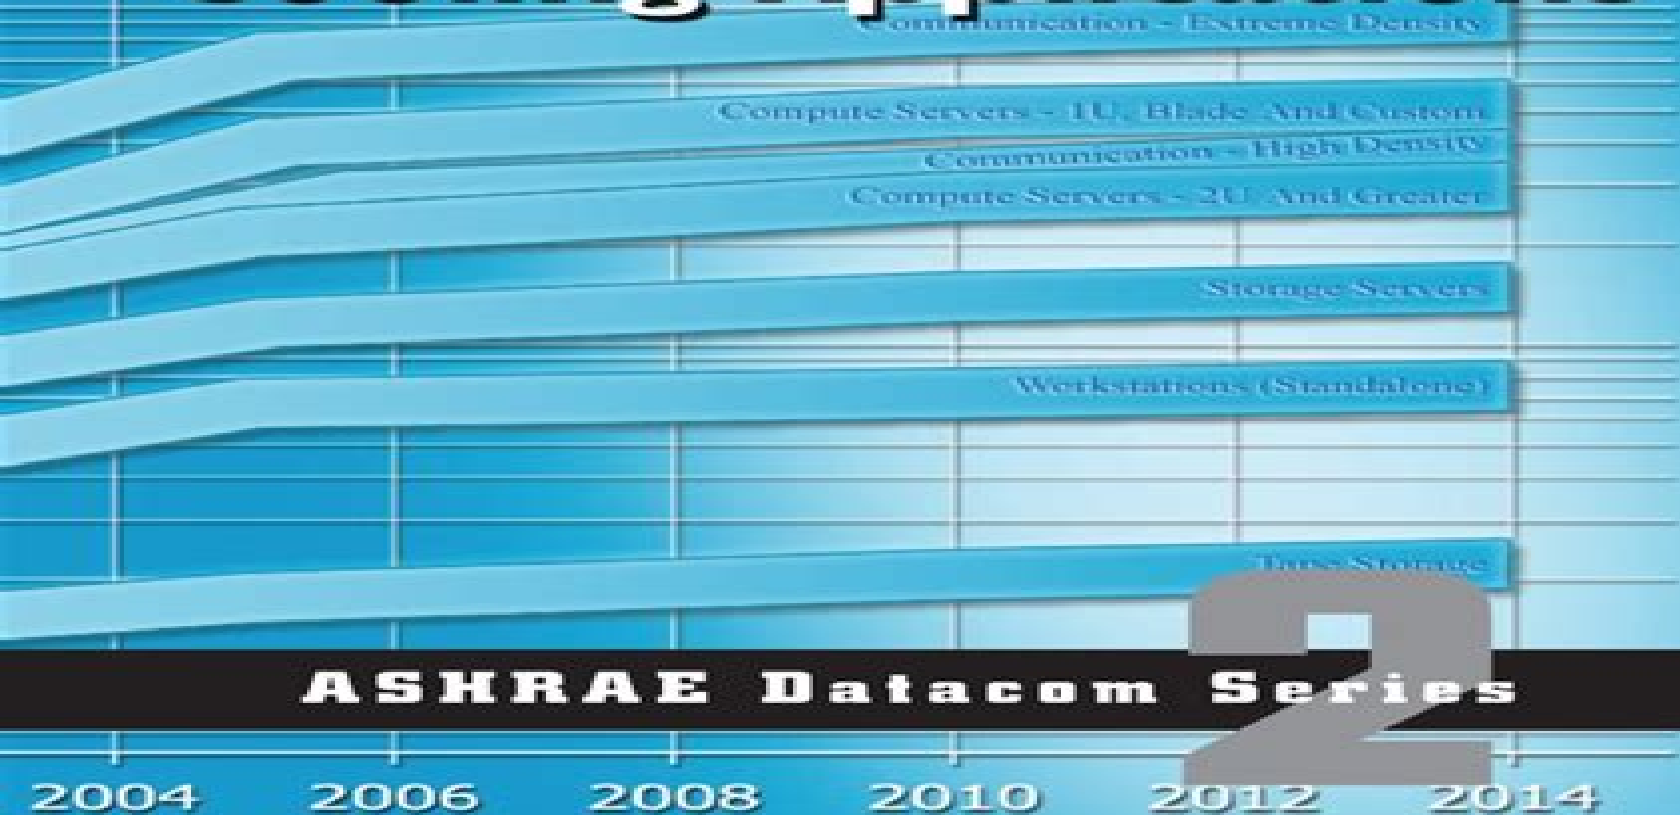 Communication - Extreme Density
Compute Servers - 1U, Blade And Custom
Communication - High Density
Compute Servers - 2U And Greater
Storage Servers
Workstations (Standalone)
Tape Storage
2
ASHRAE Datacom Series
2004 2006 2008 2010 2012 2014